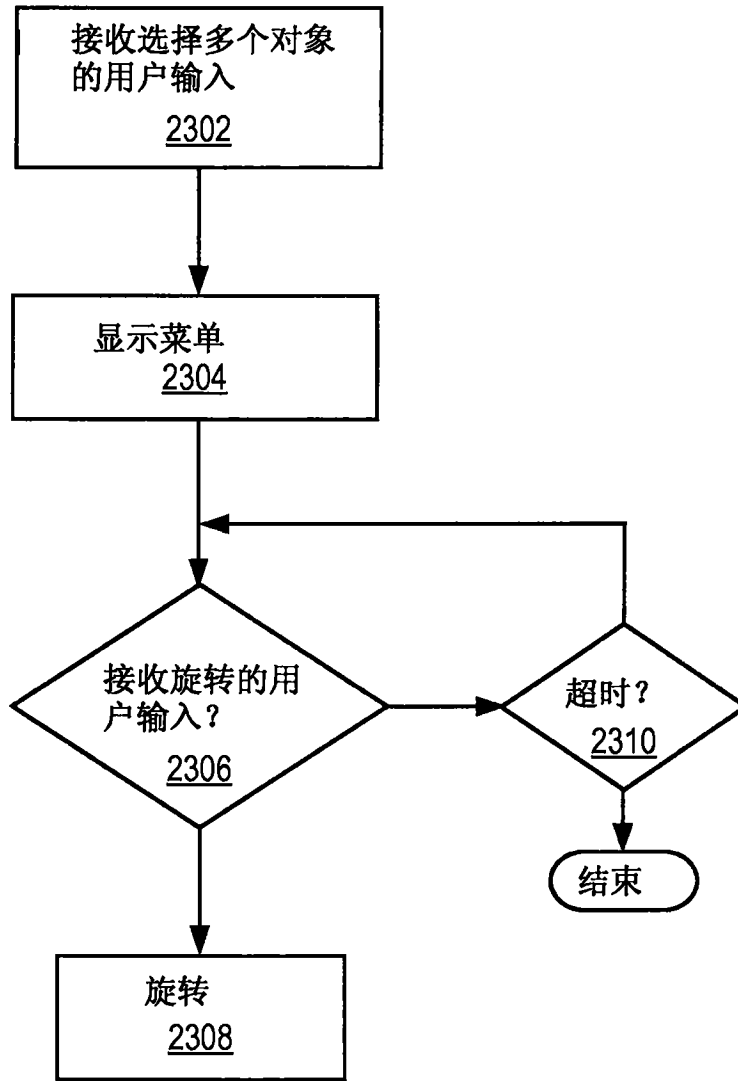 接收选择多个对象
的用户输入
2302
显示菜单
2304
接收旋转的用
户输入?
2306
超时?
2310
结束
旋转
2308